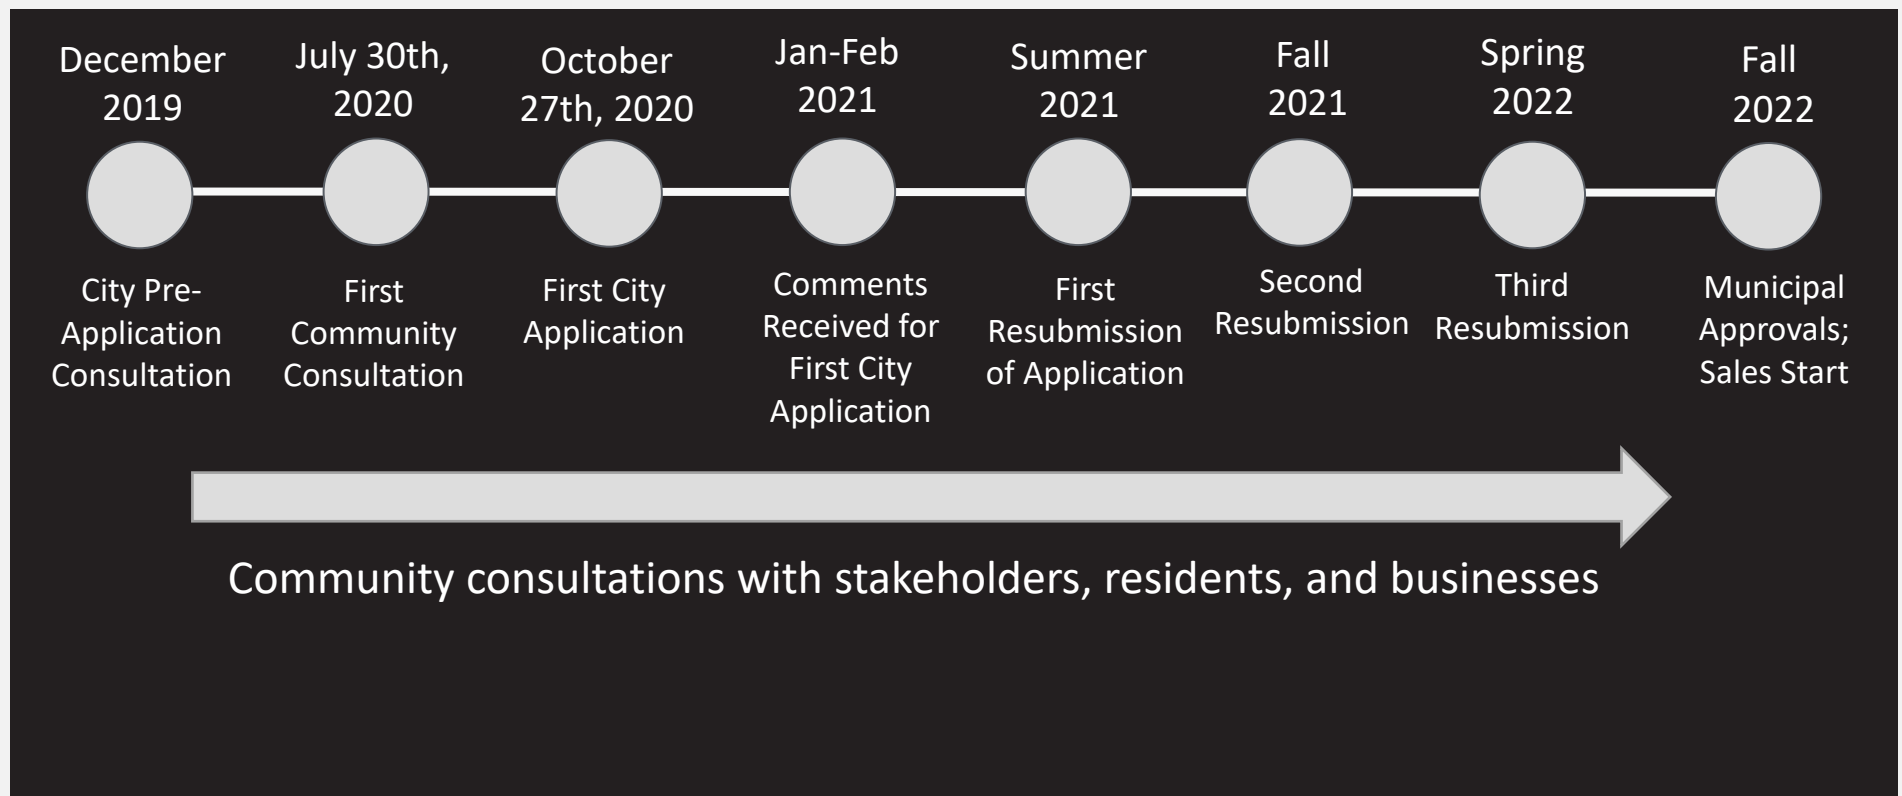 December
2019
July 30th,
2020
October
27th, 2020
Jan-Feb
2021
Summer
2021
Fall
2021
Spring
2022
Fall
2022
City Pre-
Application
Consultation
First
Community
Consultation
First City
Application
Comments
Received for
First City
Application
First
Resubmission
of Application
Second
Resubmission
Third
Resubmission
Municipal
Approvals;
Sales Start
Community consultations with stakeholders, residents, and businesses